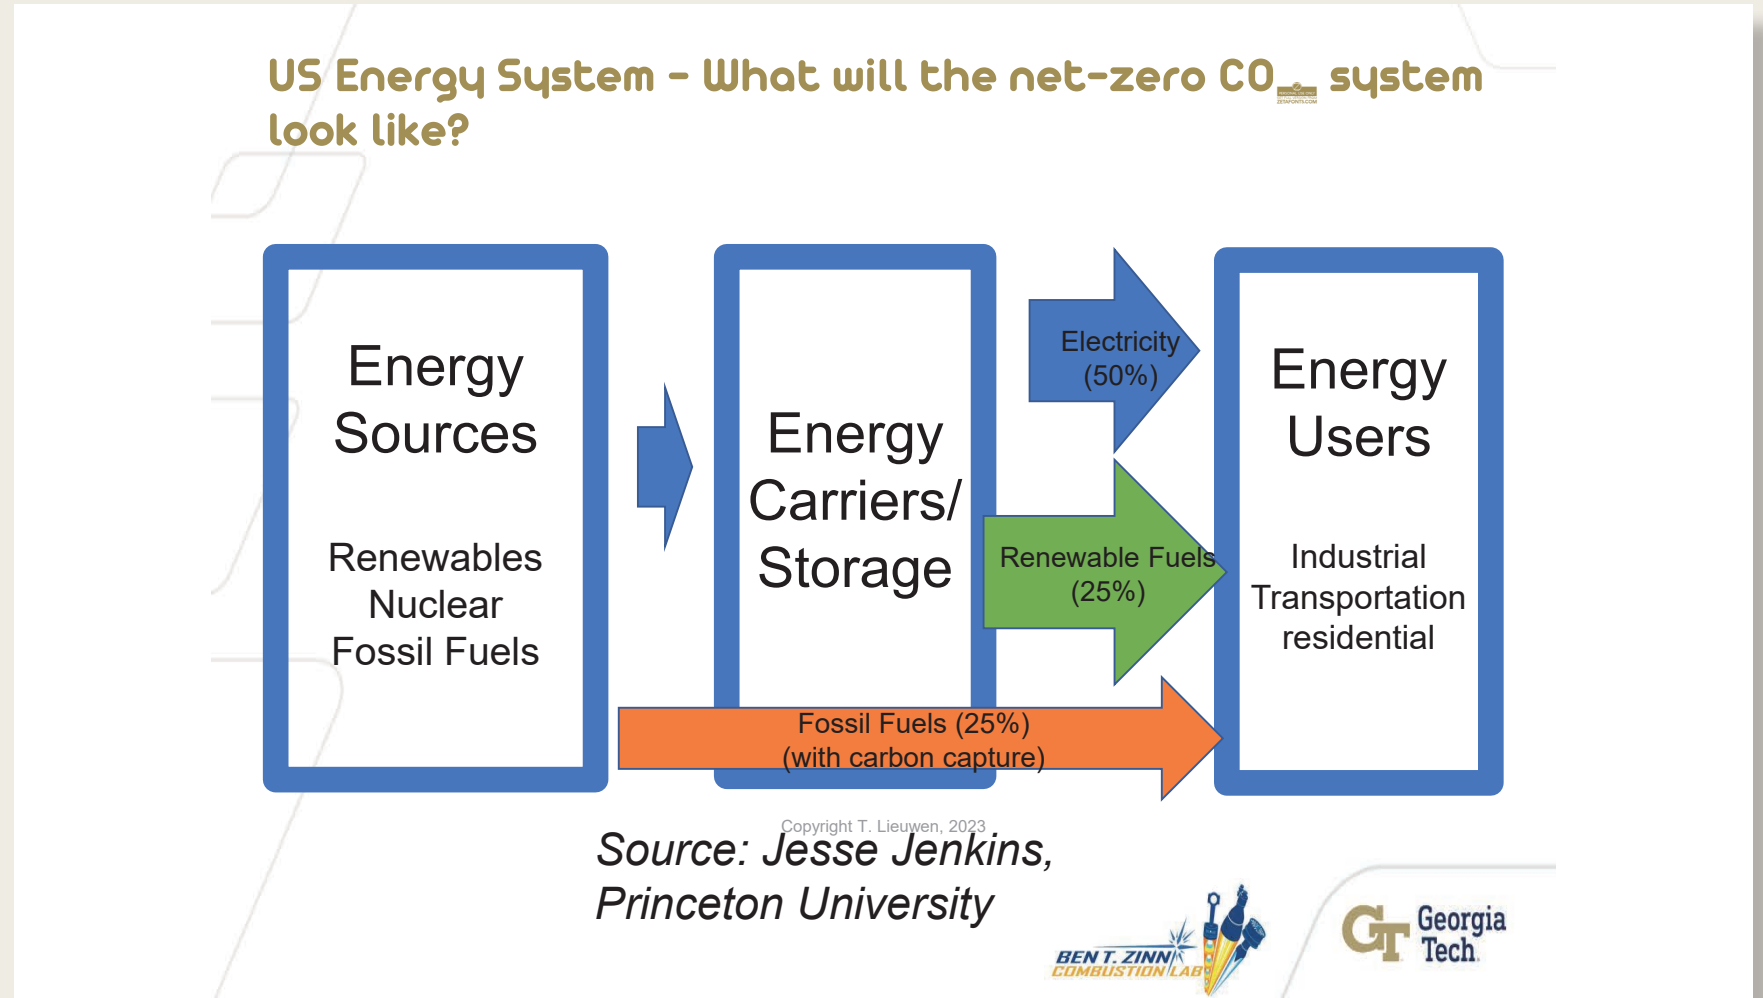 US Energy System - What will the net-zero CO system
look like?
Energy
Sources
Renewables
Nuclear
Fossil Fuels
Energy
Carriers/
Storage
Electricity
(50%)
Renewable Fuels
(25%)
Fossil Fuels (25%)
(with carbon capture)
Energy
Users
Industrial
Transportation
residential
Copyright T. Lieuwen, 2023
Source: Jesse Jenkins,
Princeton University
BEN T. ZINN
COMBUSTION LAB
GT Georgia
Tech